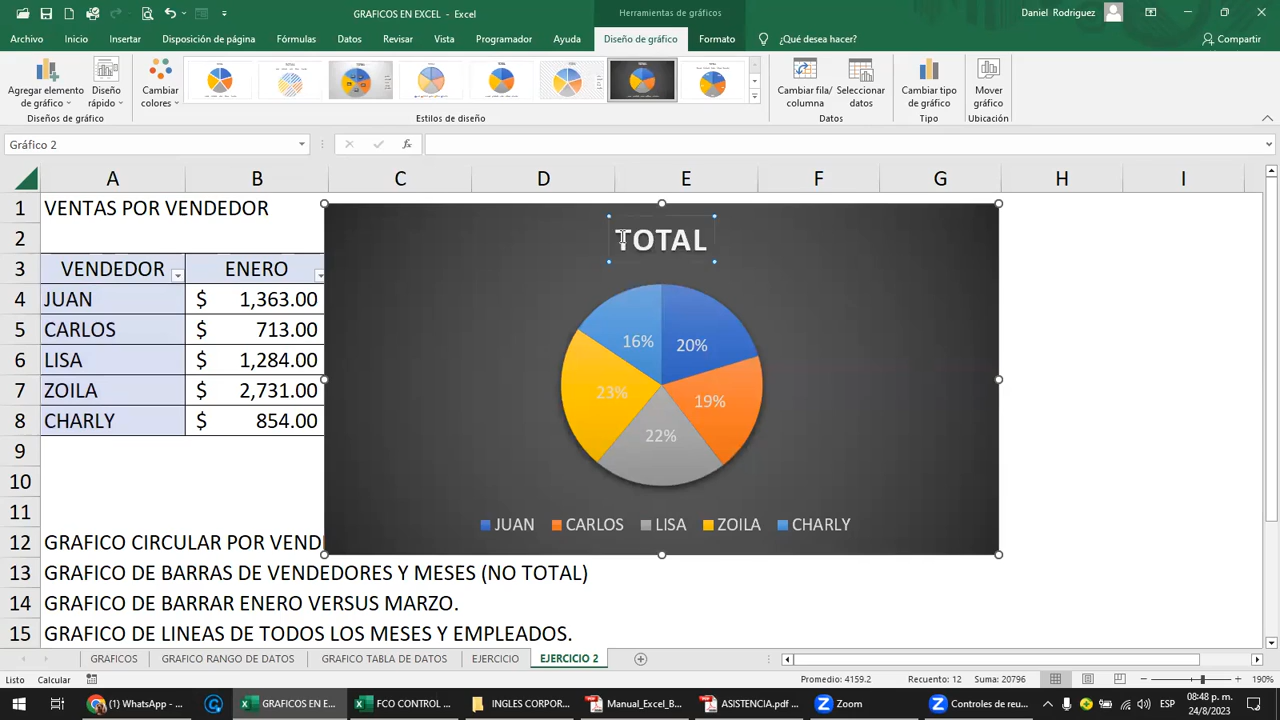 GRAFICOS EN EXCEL - Excel
Herramientas de gráficos
Daniel Rodriguez
Archivo Inicio Insertar Disposición de página Fórmulas Datos Revisar Vista Programador Ayuda Diseño de gráfico Formato ¿Qué desea hacer? Compartir
Agregar elemento de gráfico
Diseño rápido
Cambiar colores
Cambiar fila/columna
Seleccionar datos
Cambiar tipo de gráfico
Mover gráfico
Diseños de gráfico Estilos de diseño Datos Tipo Ubicación
Gráfico 2 fx
A B C D E F G H I
1 VENTAS POR VENDEDOR
2
3 VENDEDOR ENERO
4 JUAN $ 1,363.00
5 CARLOS $ 713.00
6 LISA $ 1,284.00
7 ZOILA $ 2,731.00
8 CHARLY $ 854.00
9
10
11
TOTAL
16% 20%
23% 19%
22%
JUAN CARLOS LISA ZOILA CHARLY
12 GRAFICO CIRCULAR POR VEND
13 GRAFICO DE BARRAS DE VENDEDORES Y MESES (NO TOTAL)
14 GRAFICO DE BARRAR ENERO VERSUS MARZO.
15 GRAFICO DE LINEAS DE TODOS LOS MESES Y EMPLEADOS.
GRAFICOS GRAFICO RANGO DE DATOS GRAFICO TABLA DE DATOS EJERCICIO EJERCICIO 2
Listo Calcular Promedio: 4159.2 Recuento: 12 Suma: 20796 190%
(1) WhatsApp - ... GRAFICOS EN E... FCO CONTROL ... INGLES CORPOR... Manual_Excel_B... ASISTENCIA.pdf ... Zoom Controles de reu... ESP 08:48 p. m.
24/8/2023